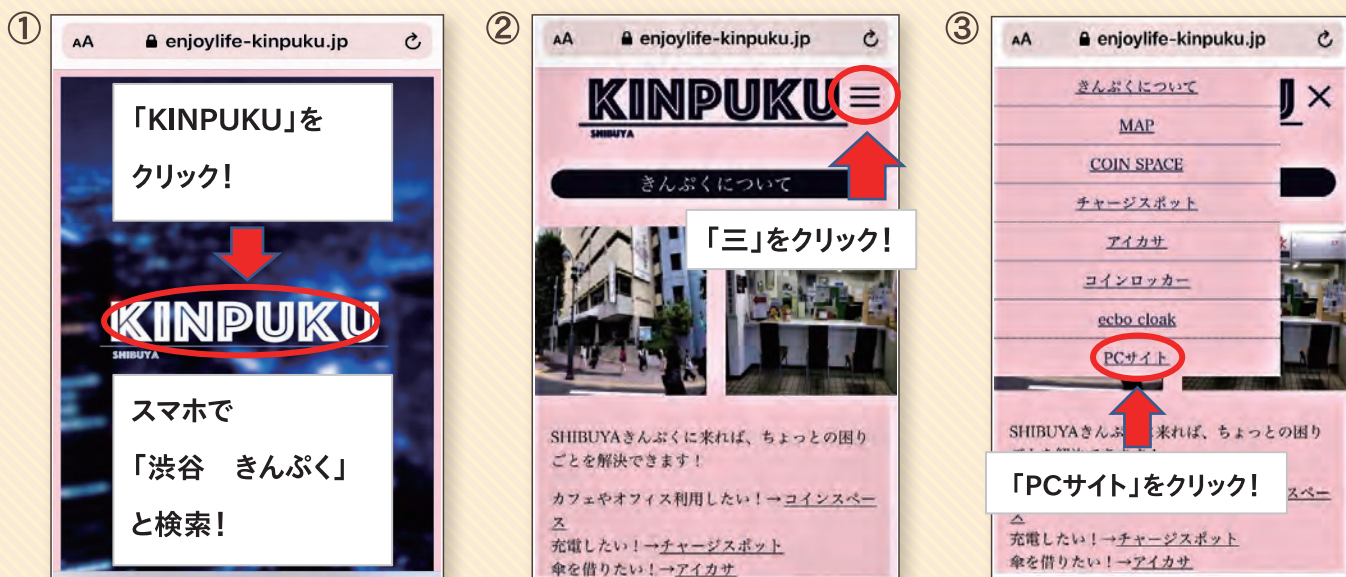 ①
AA enjoylife-kinpuku.jp
「KINPUKU」を
クリック！
KINPUKU
SHIBUYA
スマホで
「渋谷　きんぷく」
と検索！
②
AA enjoylife-kinpuku.jp
KINPUKU
SHIBUYA
きんぷくについて
「三」をクリック！
SHIBUYAきんぷくに来れば、ちょっとの困り
ごとを解決できます！
カフェやオフィス利用したい！→コインスペー
ス
充電したい！→チャージスポット
傘を借りたい！→アイカサ
③
AA enjoylife-kinpuku.jp
きんぷくについて
MAP
COIN SPACE
チャージスポット
アイカサ
コインロッカー
ecbo cloak
PCサイト
SHIBUYAきんぷ 来れば、ちょっとの困り
「PCサイト」をクリック！
スペー
ス
充電したい！→チャージスポット
傘を借りたい！→アイカサ